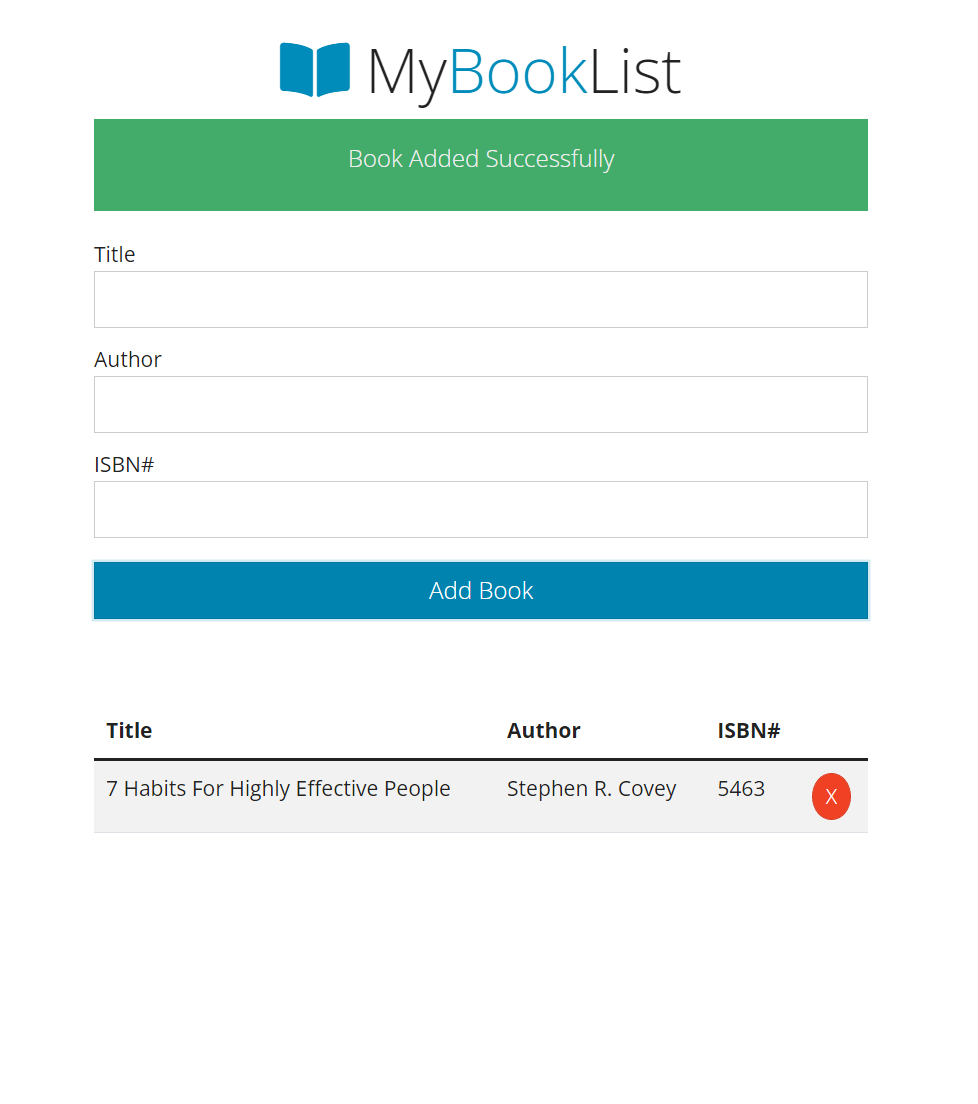 MyBookList
Book Added Successfully
Title
Author
ISBN#
Add Book
Title Author ISBN#
7 Habits For Highly Effective People Stephen R. Covey 5463 X